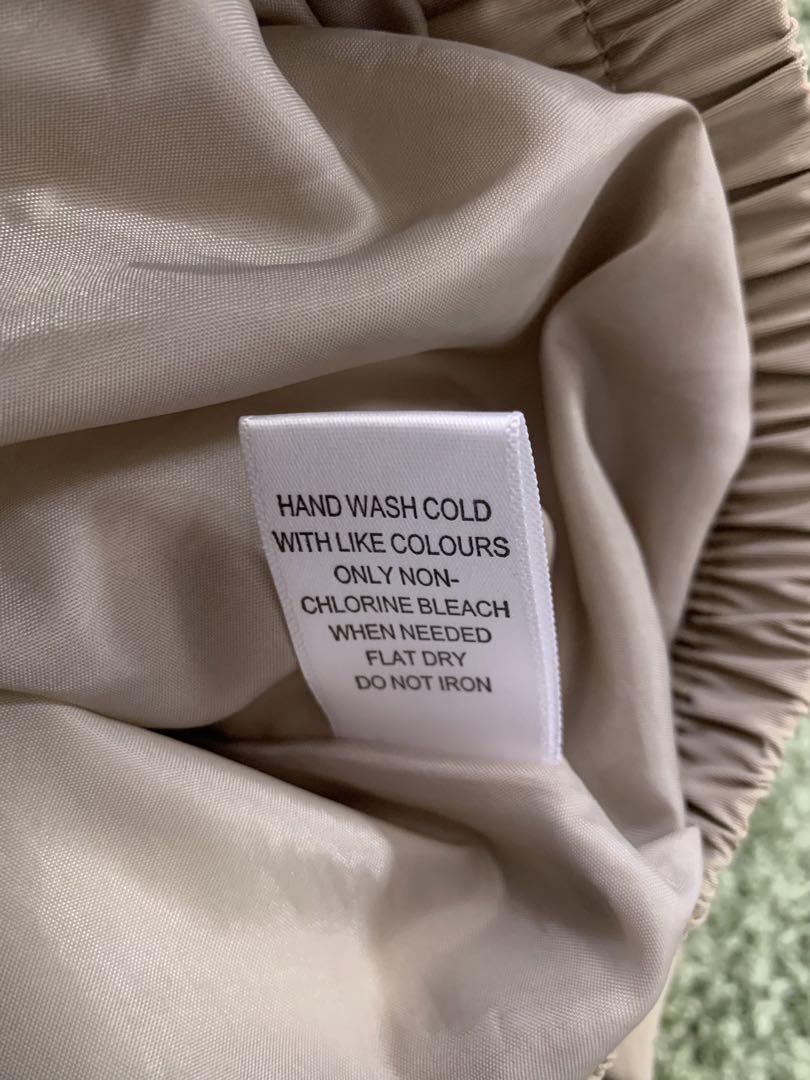 HAND WASH COLD
WITH LIKE COLOURS
ONLY NON-
CHLORINE BLEACH
WHEN NEEDED
FLAT DRY
DO NOT IRON